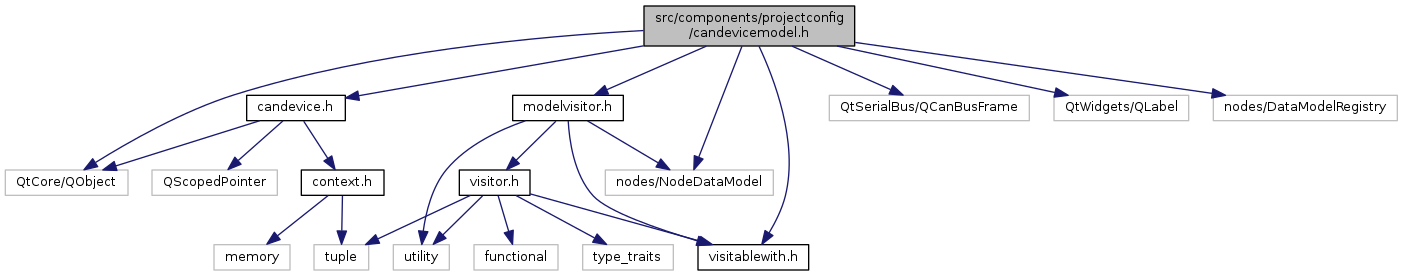 src/components/projectconfig
/candevicemodel.h
candevice.h
modelvisitor.h
QtSerialBus/QCanBusFrame
QtWidgets/QLabel
nodes/DataModelRegistry
QtCore/QObject
QScopedPointer
context.h
visitor.h
nodes/NodeDataModel
memory
tuple
utility
functional
type_traits
visitablewith.h